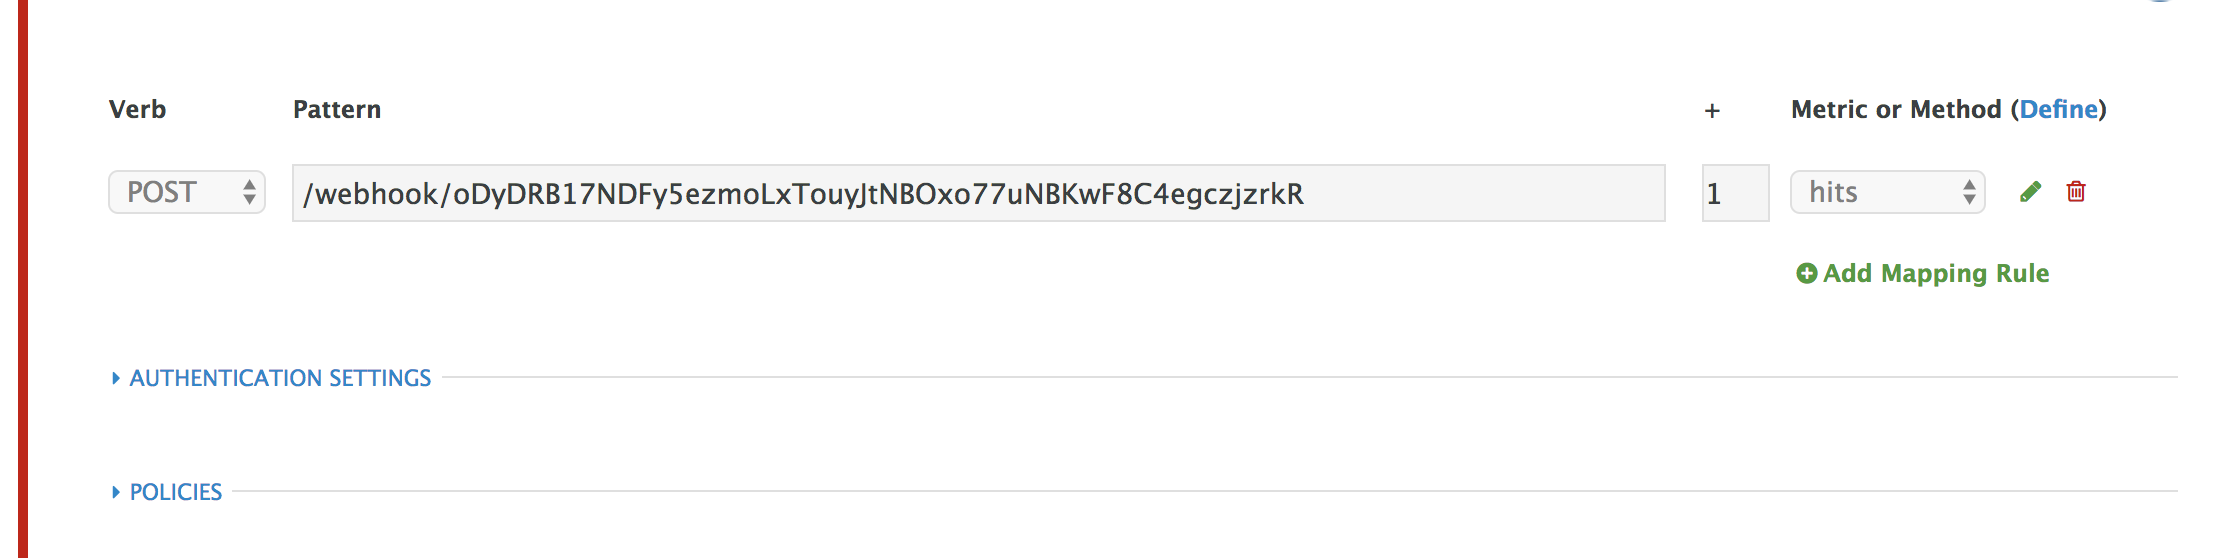 Verb Pattern + Metric or Method (Define)
POST /webhook/oDyDRB17NDFy5ezmoLxTouyJtNBOxo77uNBKwF8C4egczjzrkR 1 hits
Add Mapping Rule
AUTHENTICATION SETTINGS
POLICIES